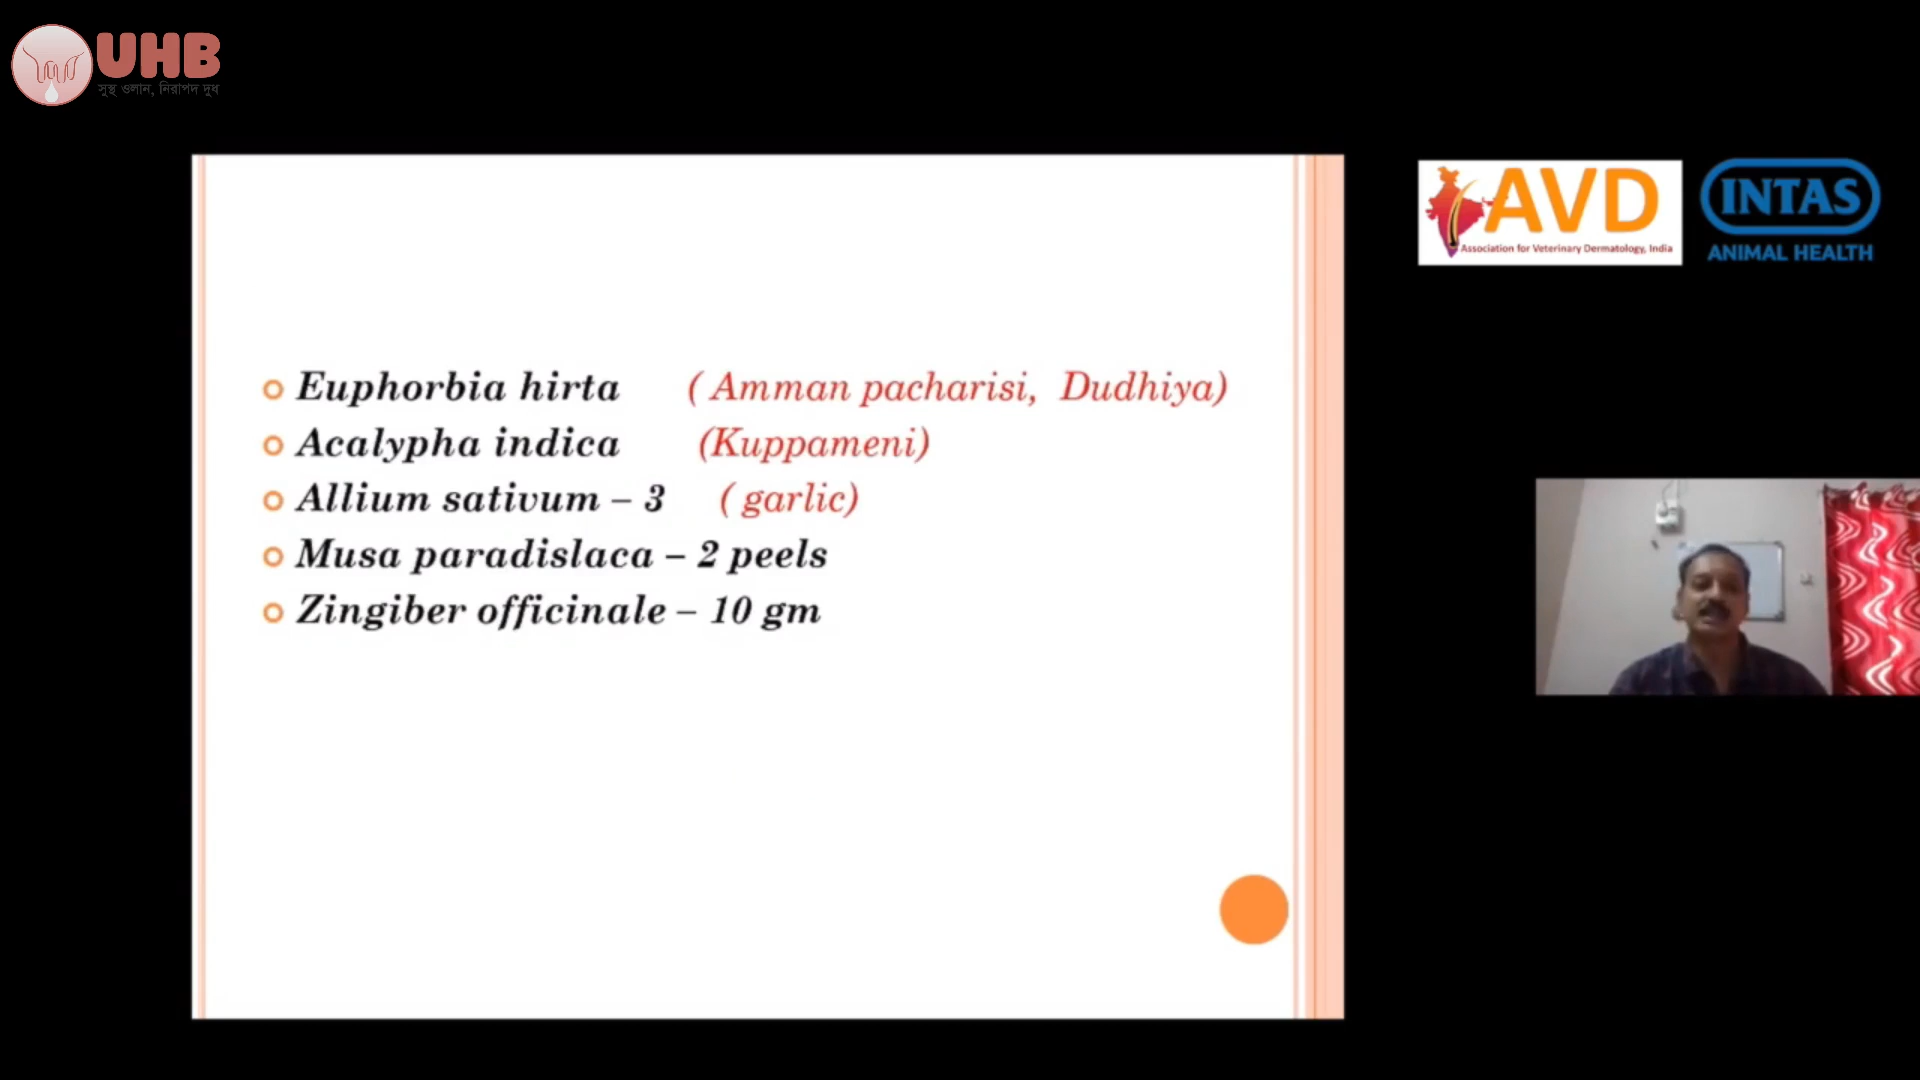 UHB
সুস্থ ওলান, নিরাপদ দুধ
AVD
Association for Veterinary Dermatology, India
INTAS
ANIMAL HEALTH
Euphorbia hirta ( Amman pacharisi, Dudhiya)
Acalypha indica (Kuppameni)
Allium sativum – 3 ( garlic)
Musa paradislaca – 2 peels
Zingiber officinale – 10 gm